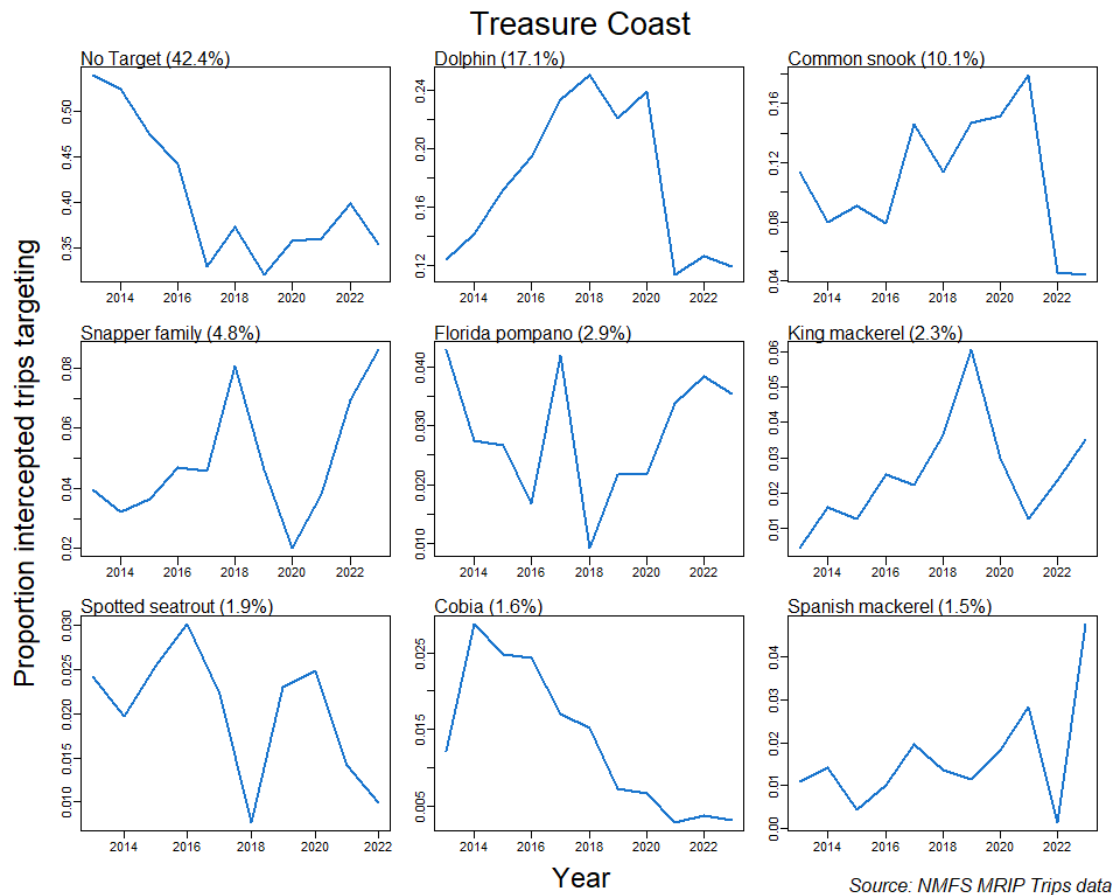 Treasure Coast
Proportion intercepted trips targeting
No Target (42.4%)
0.50
0.45
0.40
0.35
2014 2016 2018 2020 2022
Dolphin (17.1%)
0.24
0.20
0.16
0.12
2014 2016 2018 2020 2022
Common snook (10.1%)
0.16
0.12
0.08
0.04
2014 2016 2018 2020 2022
Snapper family (4.8%)
0.08
0.06
0.04
0.02
2014 2016 2018 2020 2022
Florida pompano (2.9%)
0.040
0.030
0.020
0.010
2014 2016 2018 2020 2022
King mackerel (2.3%)
0.06
0.05
0.04
0.03
0.02
0.01
2014 2016 2018 2020 2022
Spotted seatrout (1.9%)
0.030
0.025
0.020
0.015
0.010
2014 2016 2018 2020 2022
Cobia (1.6%)
0.025
0.015
0.005
2014 2016 2018 2020 2022
Spanish mackerel (1.5%)
0.04
0.03
0.02
0.01
0.00
2014 2016 2018 2020 2022
Year
Source: NMFS MRIP Trips data